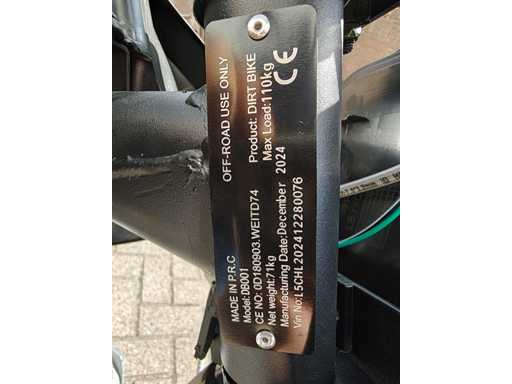 OFF-ROAD USE ONLY
Product: DIRT BIKE
Max Load:110kg
CE
MADE IN P.R.C
Model:DB001
CE NO: 0D180903.WEITD74
Net weight:71kg
Manufacturing Date:December 2024
Vin No:L5CHL202412280076